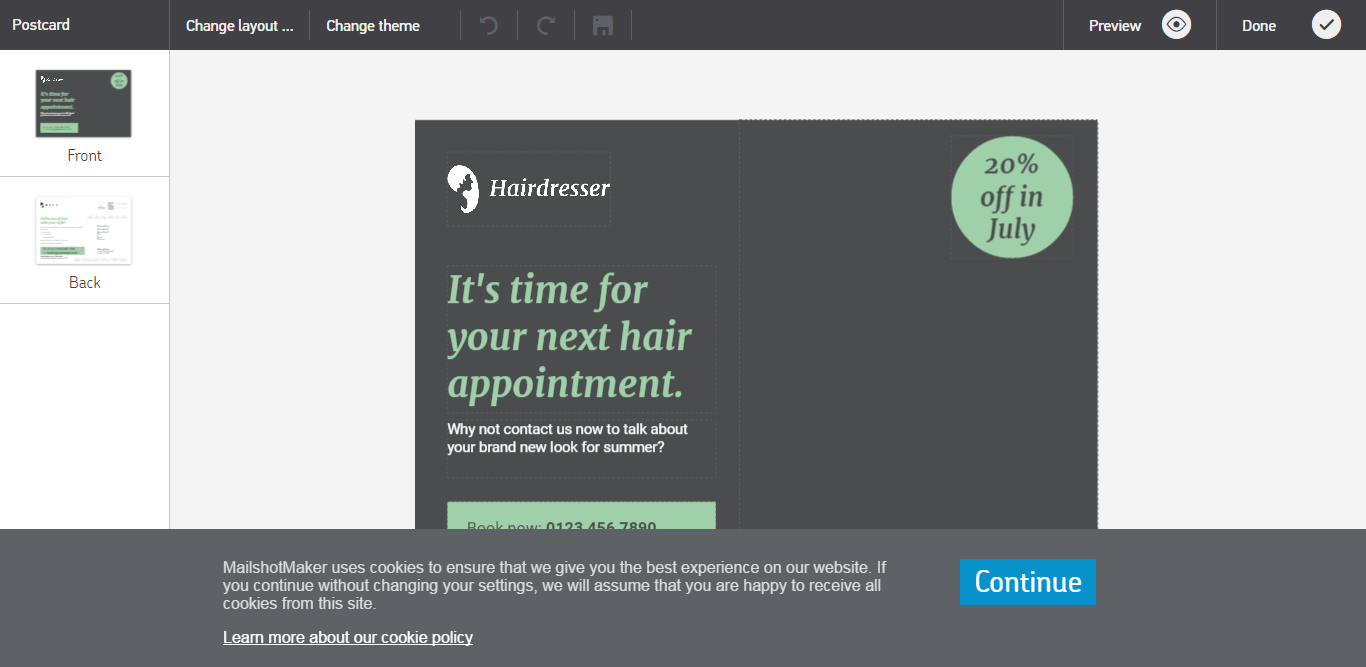 Postcard
Change layout ...
Change theme
Preview
Done
Front
Back
Hairdresser
20%
off in
July
It's time for
your next hair
appointment.
Why not contact us now to talk about
your brand new look for summer?
Book now: 0123 456 7890
MailshotMaker uses cookies to ensure that we give you the best experience on our website. If
you continue without changing your settings, we will assume that you are happy to receive all
cookies from this site.
Continue
Learn more about our cookie policy